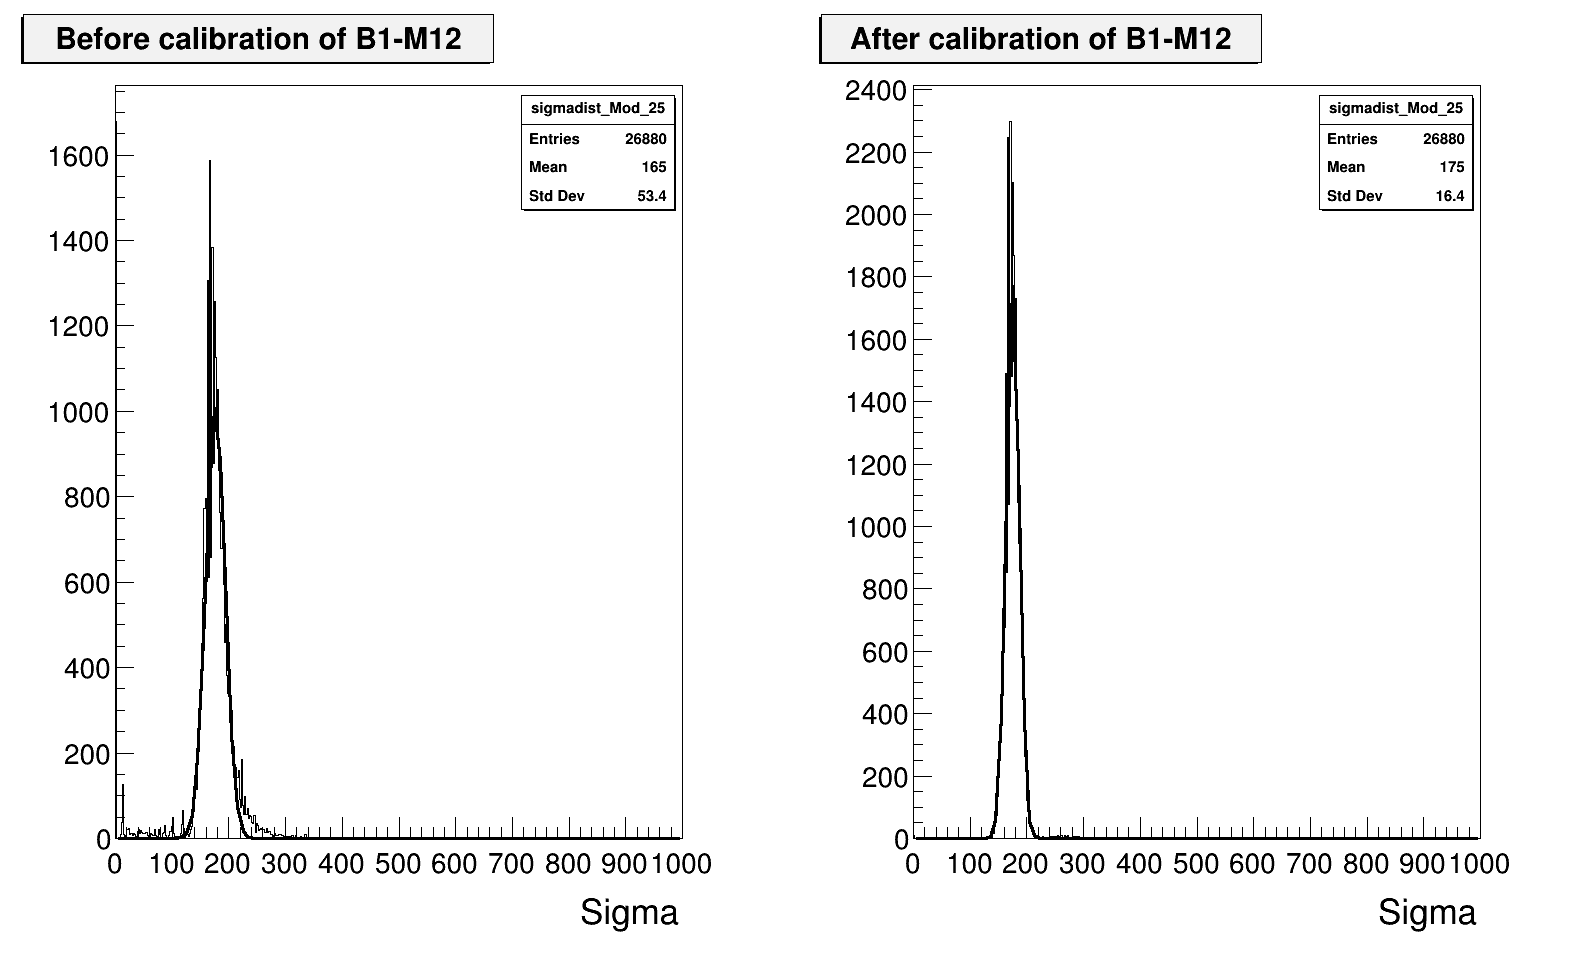 Before calibration of B1-M12
sigmadist_Mod_25
Entries 26880
Mean 165
Std Dev 53.4
1600
1400
1200
1000
800
600
400
200
0
0 100 200 300 400 500 600 700 800 900 1000
Sigma
After calibration of B1-M12
sigmadist_Mod_25
Entries 26880
Mean 175
Std Dev 16.4
2400
2200
2000
1800
1600
1400
1200
1000
800
600
400
200
0
0 100 200 300 400 500 600 700 800 900 1000
Sigma